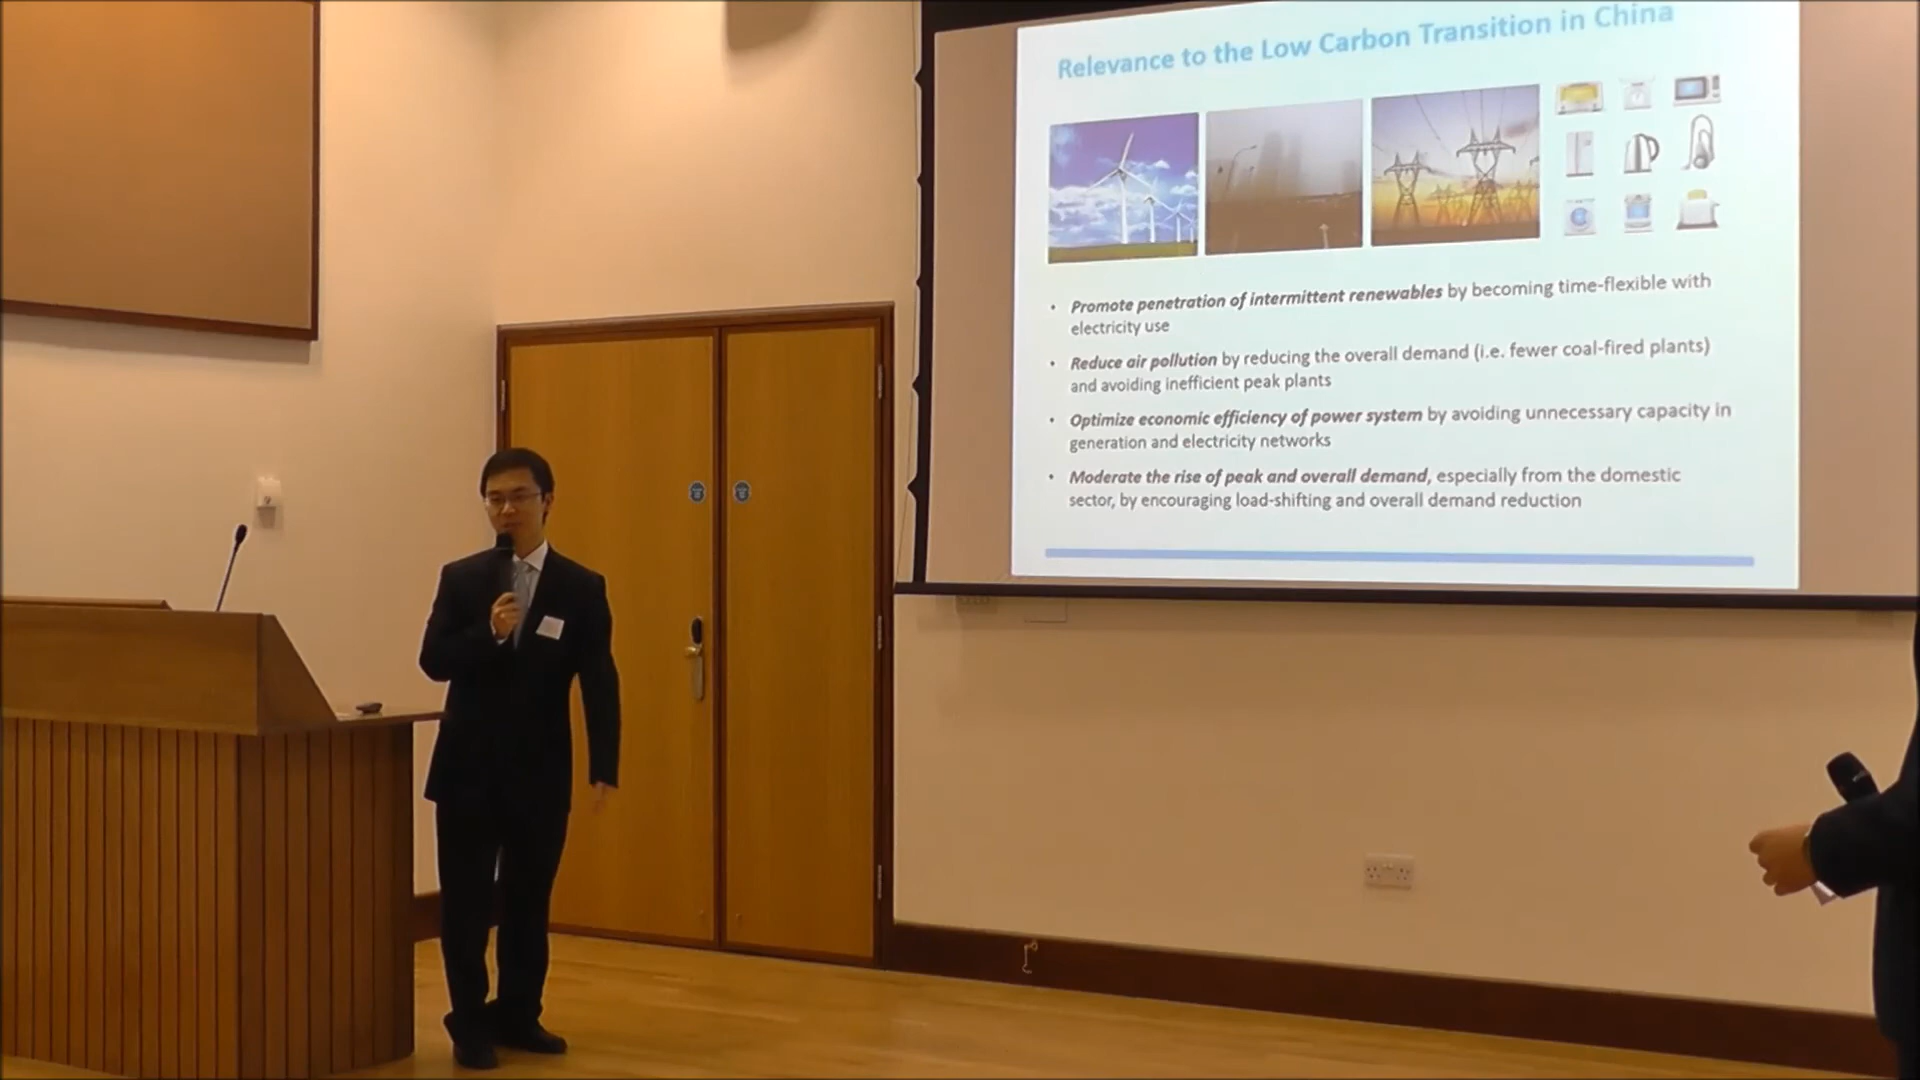 Relevance to the Low Carbon Transition in China
• Promote penetration of intermittent renewables by becoming time-flexible with
electricity use
• Reduce air pollution by reducing the overall demand (i.e. fewer coal-fired plants)
and avoiding inefficient peak plants
• Optimize economic efficiency of power system by avoiding unnecessary capacity in
generation and electricity networks
• Moderate the rise of peak and overall demand, especially from the domestic
sector, by encouraging load-shifting and overall demand reduction